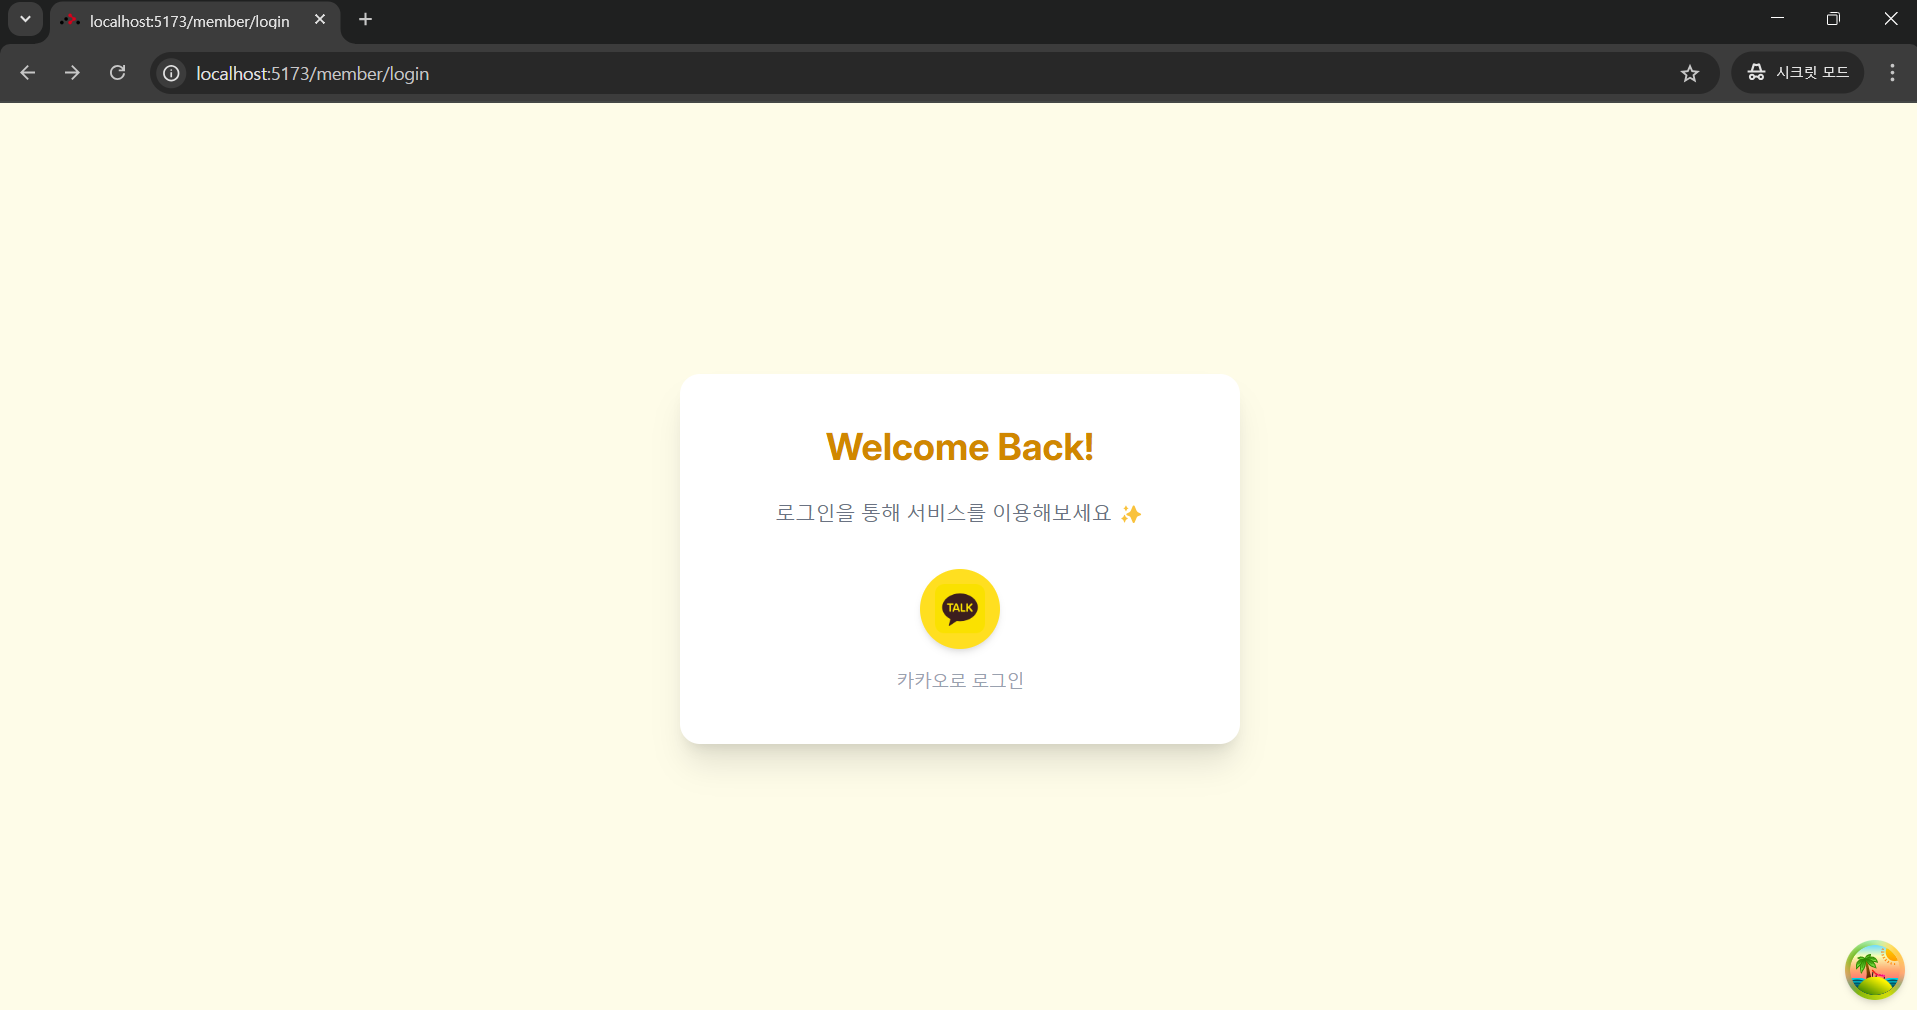 localhost:5173/member/login
localhost:5173/member/login
시크릿 모드
Welcome Back!
로그인을 통해 서비스를 이용해보세요 ✨
TALK
카카오로 로그인